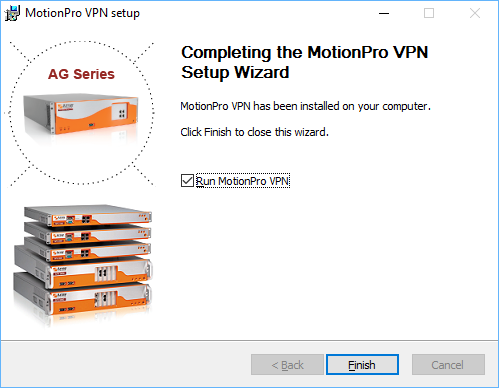 MotionPro VPN setup
AG Series
Completing the MotionPro VPN
Setup Wizard
MotionPro VPN has been installed on your computer.
Click Finish to close this wizard.
Run MotionPro VPN
< Back
Finish
Cancel